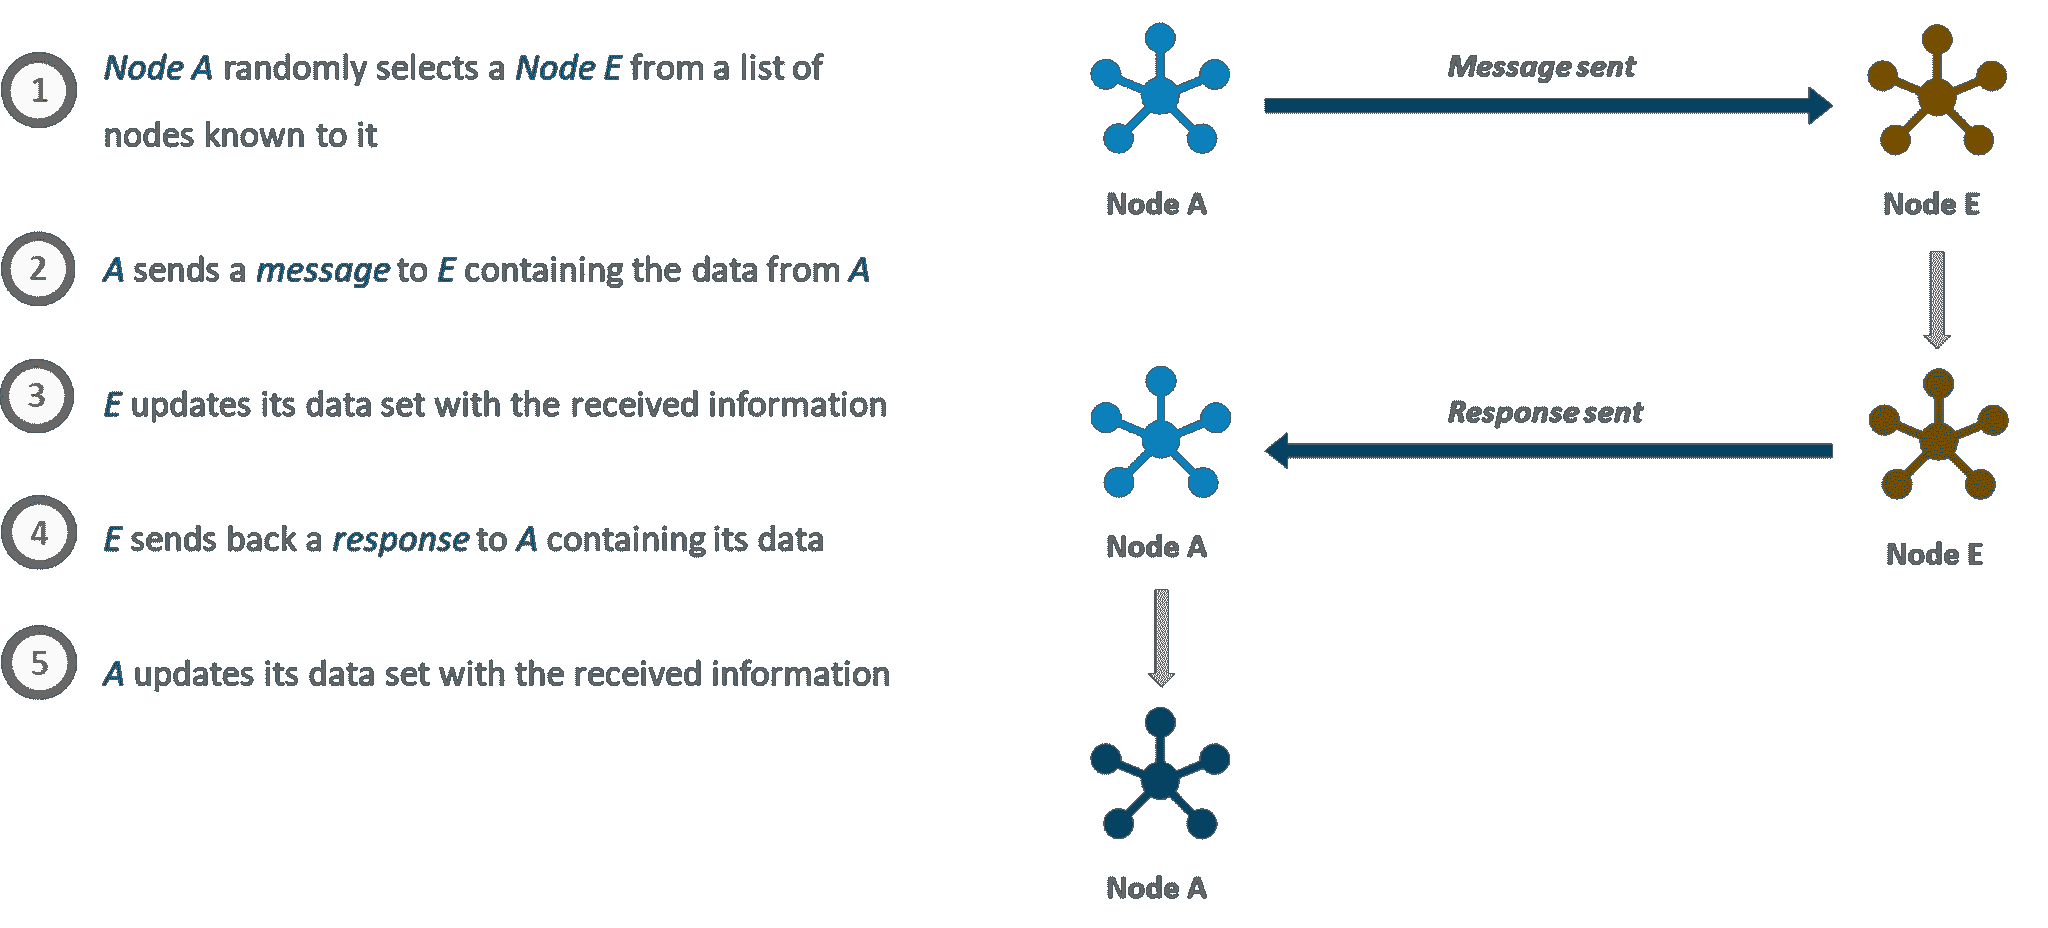 1
Node A randomly selects a Node E from a list of
nodes known to it
2
A sends a message to E containing the data from A
3
E updates its data set with the received information
4
E sends back a response to A containing its data
5
A updates its data set with the received information
Message sent
Node A
Node E
Response sent
Node A
Node E
Node A